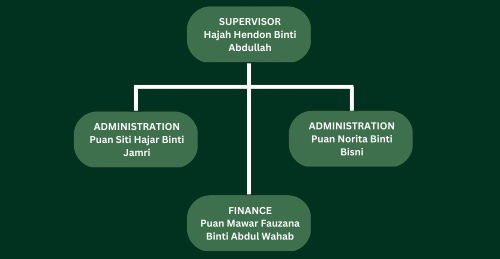 SUPERVISOR
Hajah Hendon Binti
Abdullah
ADMINISTRATION
Puan Siti Hajar Binti
Jamri
ADMINISTRATION
Puan Norita Binti
Bisni
FINANCE
Puan Mawar Fauzana
Binti Abdul Wahab